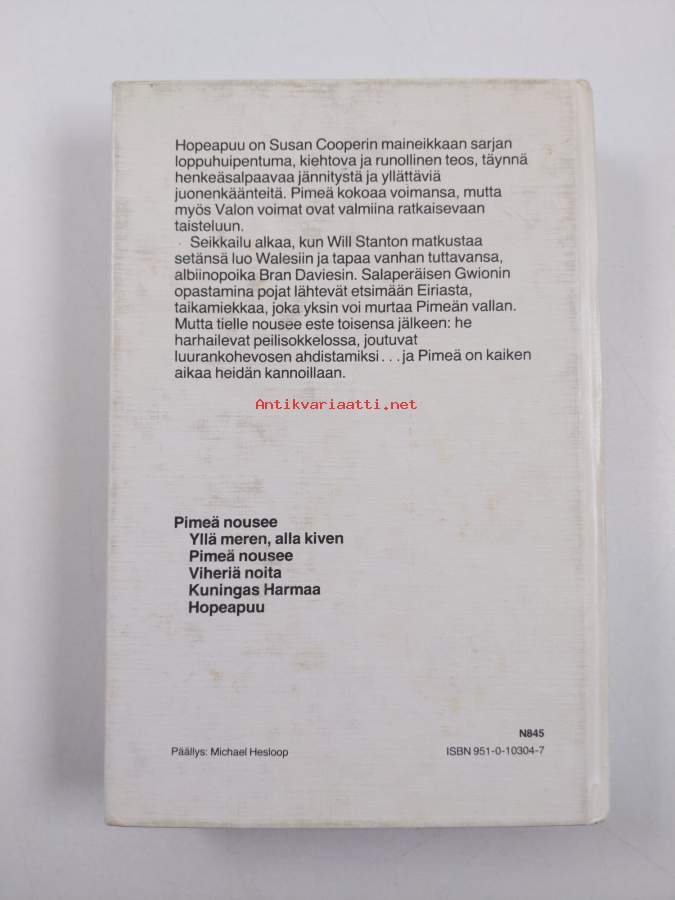 Hopeapuu on Susan Cooperin maineikkaan sarjan
loppuhuipentuma, kiehtova ja runollinen teos, täynnä
henkeäsalpaavaa jännitystä ja yllättäviä
juonenkäänteitä. Pimeä kokoaa voimansa, mutta
myös Valon voimat ovat valmiina ratkaisevaan
taisteluun.
Seikkailu alkaa, kun Will Stanton matkustaa
setänsä luo Walesiin ja tapaa vanhan tuttavansa,
albiinopoika Bran Daviesin. Salaperäisen Gwionin
opastamina pojat lähtevät etsimään Eiriasta,
taikamiekkaa, joka yksin voi murtaa Pimeän vallan.
Mutta tielle nousee este toisensa jälkeen: he
harhailevat peilisokkelossa, joutuvat
luurankohevosen ahdistamiksi...ja Pimeä on kaiken
aikaa heidän kannoillaan.
Antikvariaatti.net
Pimeä nousee
Yllä meren, alla kiven
Pimeä nousee
Viheriä noita
Kuningas Harmaa
Hopeapuu
N845
Päällys: Michael Hesloop ISBN 951-0-10304-7